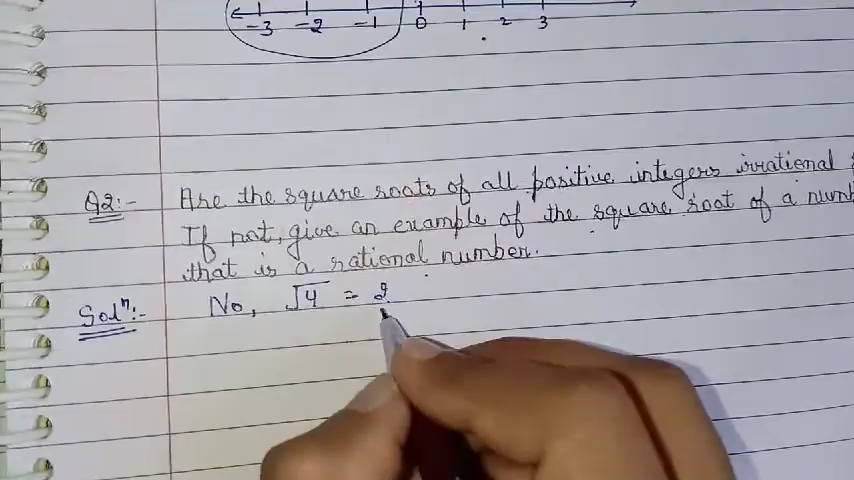 -3 -2 -1 0 1 2 3
Q2:- Are the square roots of all positive integers irrational
If not, give an example of the square root of a
that is a rational number.
Solⁿ:- No, √4 = 2